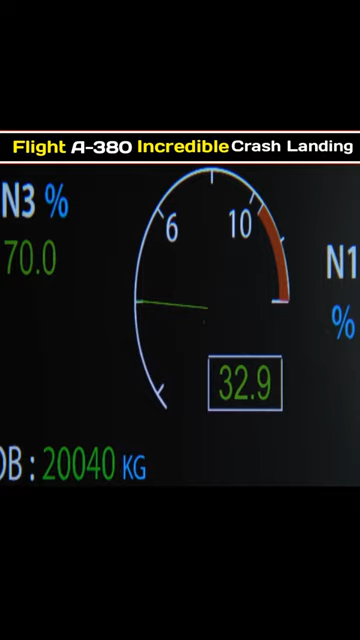 Flight A-380 Incredible Crash Landing
N3 %
6
10
70.0
N1
%
32.9
OB : 20040 KG